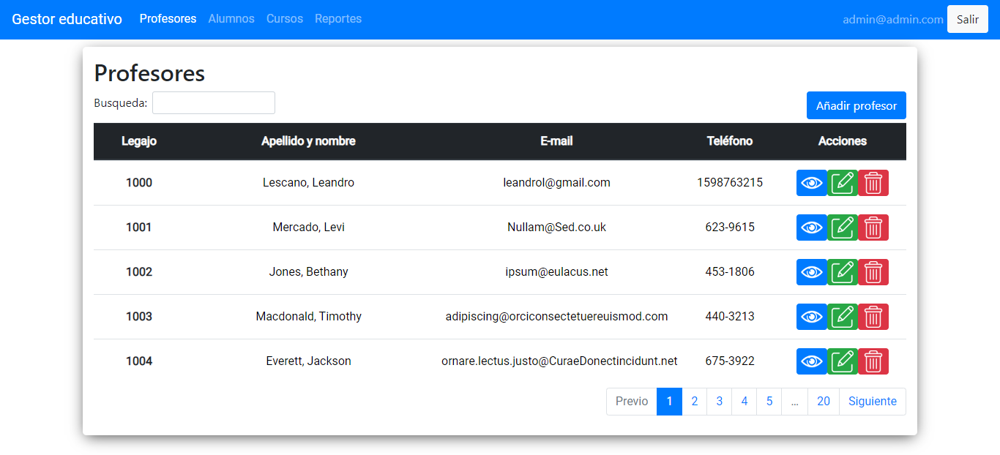 Gestor educativo Profesores Alumnos Cursos Reportes admin@admin.com Salir
Profesores
Busqueda: Añadir profesor
Legajo Apellido y nombre E-mail Teléfono Acciones
1000 Lescano, Leandro leandrol@gmail.com 1598763215
1001 Mercado, Levi Nullam@Sed.co.uk 623-9615
1002 Jones, Bethany ipsum@eulacus.net 453-1806
1003 Macdonald, Timothy adipiscing@orciconsectetuereuismod.com 440-3213
1004 Everett, Jackson ornare.lectus.justo@CuraeDonectincidunt.net 675-3922
Previo 1 2 3 4 5 ... 20 Siguiente